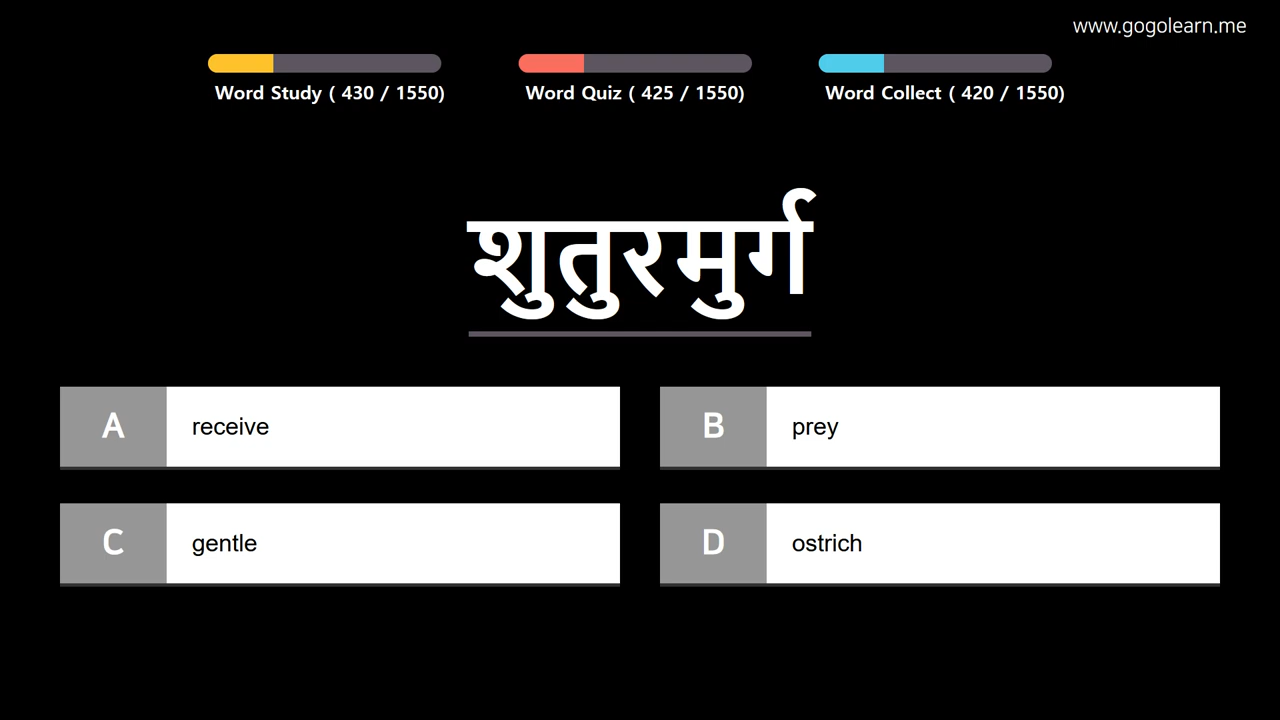 www.gogolearn.me
Word Study ( 430 / 1550)
Word Quiz ( 425 / 1550)
Word Collect ( 420 / 1550)
शुतुरमुर्ग
A receive
B prey
C gentle
D ostrich